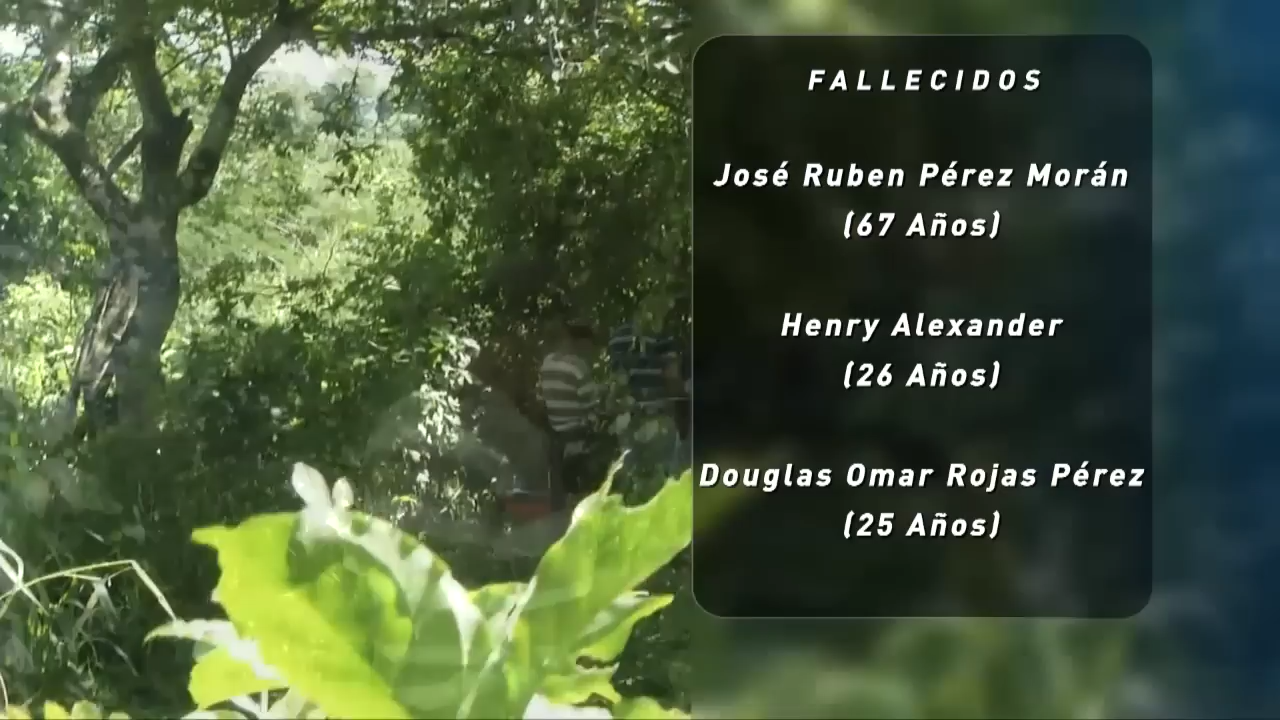 FALLECIDOS
José Ruben Pérez Morán
(67 Años)
Henry Alexander
(26 Años)
Douglas Omar Rojas Pérez
(25 Años)